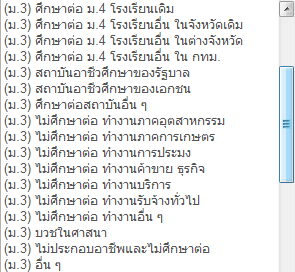 (ม.3) ศึกษาต่อ ม.4 โรงเรียนเดิม
(ม.3) ศึกษาต่อ ม.4 โรงเรียนอื่น ในจังหวัดเดิม
(ม.3) ศึกษาต่อ ม.4 โรงเรียนอื่น ในต่างจังหวัด
(ม.3) ศึกษาต่อ ม.4 โรงเรียนอื่น ใน กทม.
(ม.3) สถาบันอาชีวศึกษาของรัฐบาล
(ม.3) สถาบันอาชีวศึกษาของเอกชน
(ม.3) ศึกษาต่อสถาบันอื่น ๆ
(ม.3) ไม่ศึกษาต่อ ทำงานภาคอุตสาหกรรม
(ม.3) ไม่ศึกษาต่อ ทำงานภาคการเกษตร
(ม.3) ไม่ศึกษาต่อ ทำงานการประมง
(ม.3) ไม่ศึกษาต่อ ทำงานค้าขาย ธุรกิจ
(ม.3) ไม่ศึกษาต่อ ทำงานบริการ
(ม.3) ไม่ศึกษาต่อ ทำงานรับจ้างทั่วไป
(ม.3) ไม่ศึกษาต่อ ทำงานอื่น ๆ
(ม.3) บวชในศาสนา
(ม.3) ไม่ประกอบอาชีพและไม่ศึกษาต่อ
(ม.3) อื่น ๆ